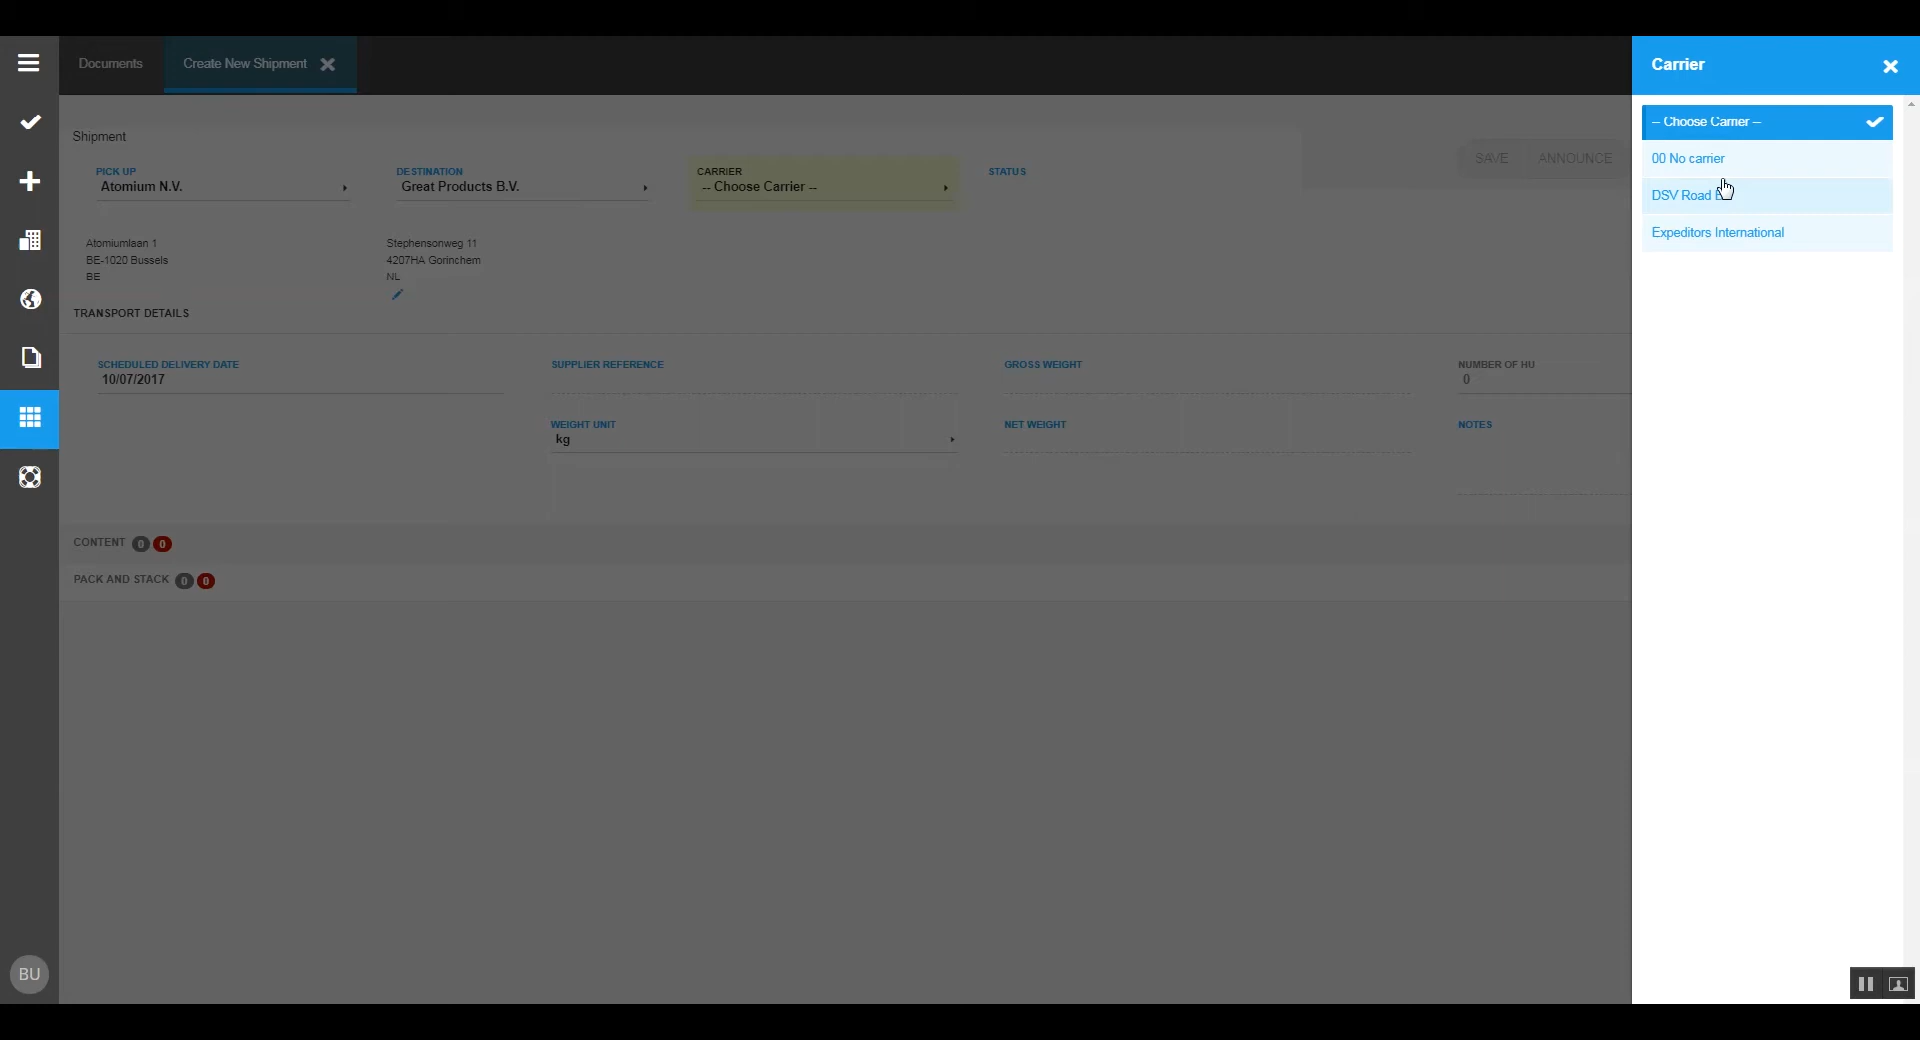 Documents
Create New Shipment
Carrier
Shipment
PICK UP
Atomium N.V.
DESTINATION
Great Products B.V.
CARRIER
-- Choose Carrier --
STATUS
SAVE
ANNOUNCE
-- Choose Carrier --
00 No carrier
DSV Road
Expeditors International
Atomiumlaan 1
BE-1020 Bussels
BE
Stephensonweg 11
4207HA Gorinchem
NL
TRANSPORT DETAILS
SCHEDULED DELIVERY DATE
10/07/2017
SUPPLIER REFERENCE
GROSS WEIGHT
NUMBER OF HU
0
WEIGHT UNIT
kg
NET WEIGHT
NOTES
CONTENT 0 0
PACK AND STACK 0 0
BU